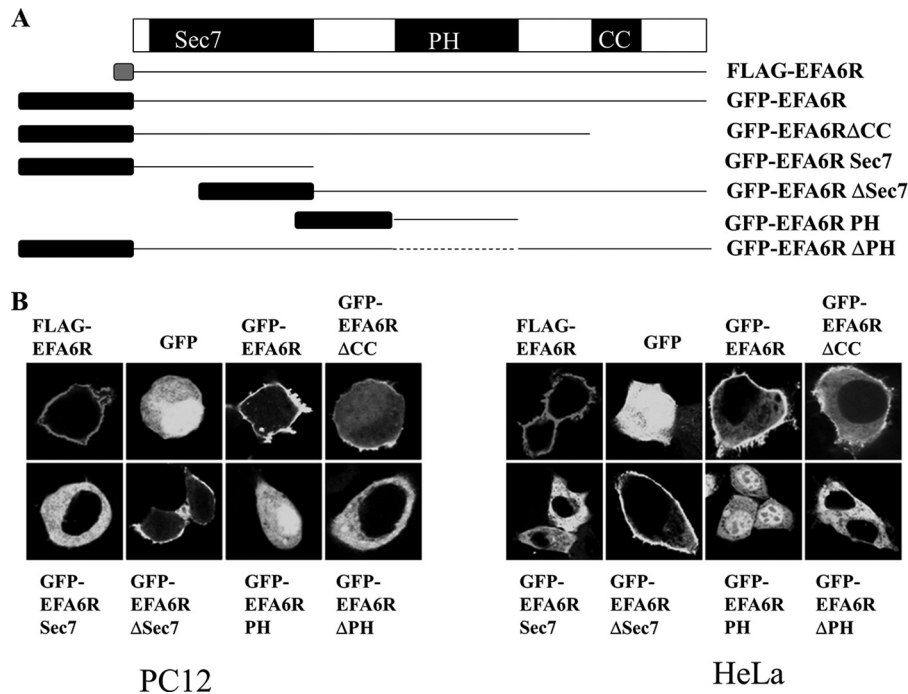 A
Sec7 PH CC
FLAG-EFA6R
GFP-EFA6R
GFP-EFA6RΔCC
GFP-EFA6R Sec7
GFP-EFA6R ΔSec7
GFP-EFA6R PH
GFP-EFA6R ΔPH
B
FLAG-
EFA6R
GFP
GFP-
EFA6R
GFP-
EFA6R
ΔCC
GFP-
EFA6R
Sec7
GFP-
EFA6R
ΔSec7
GFP-
EFA6R
PH
GFP-
EFA6R
ΔPH
PC12
FLAG-
EFA6R
GFP
GFP-
EFA6R
GFP-
EFA6R
ΔCC
GFP-
EFA6R
Sec7
GFP-
EFA6R
ΔSec7
GFP-
EFA6R
PH
GFP-
EFA6R
ΔPH
HeLa